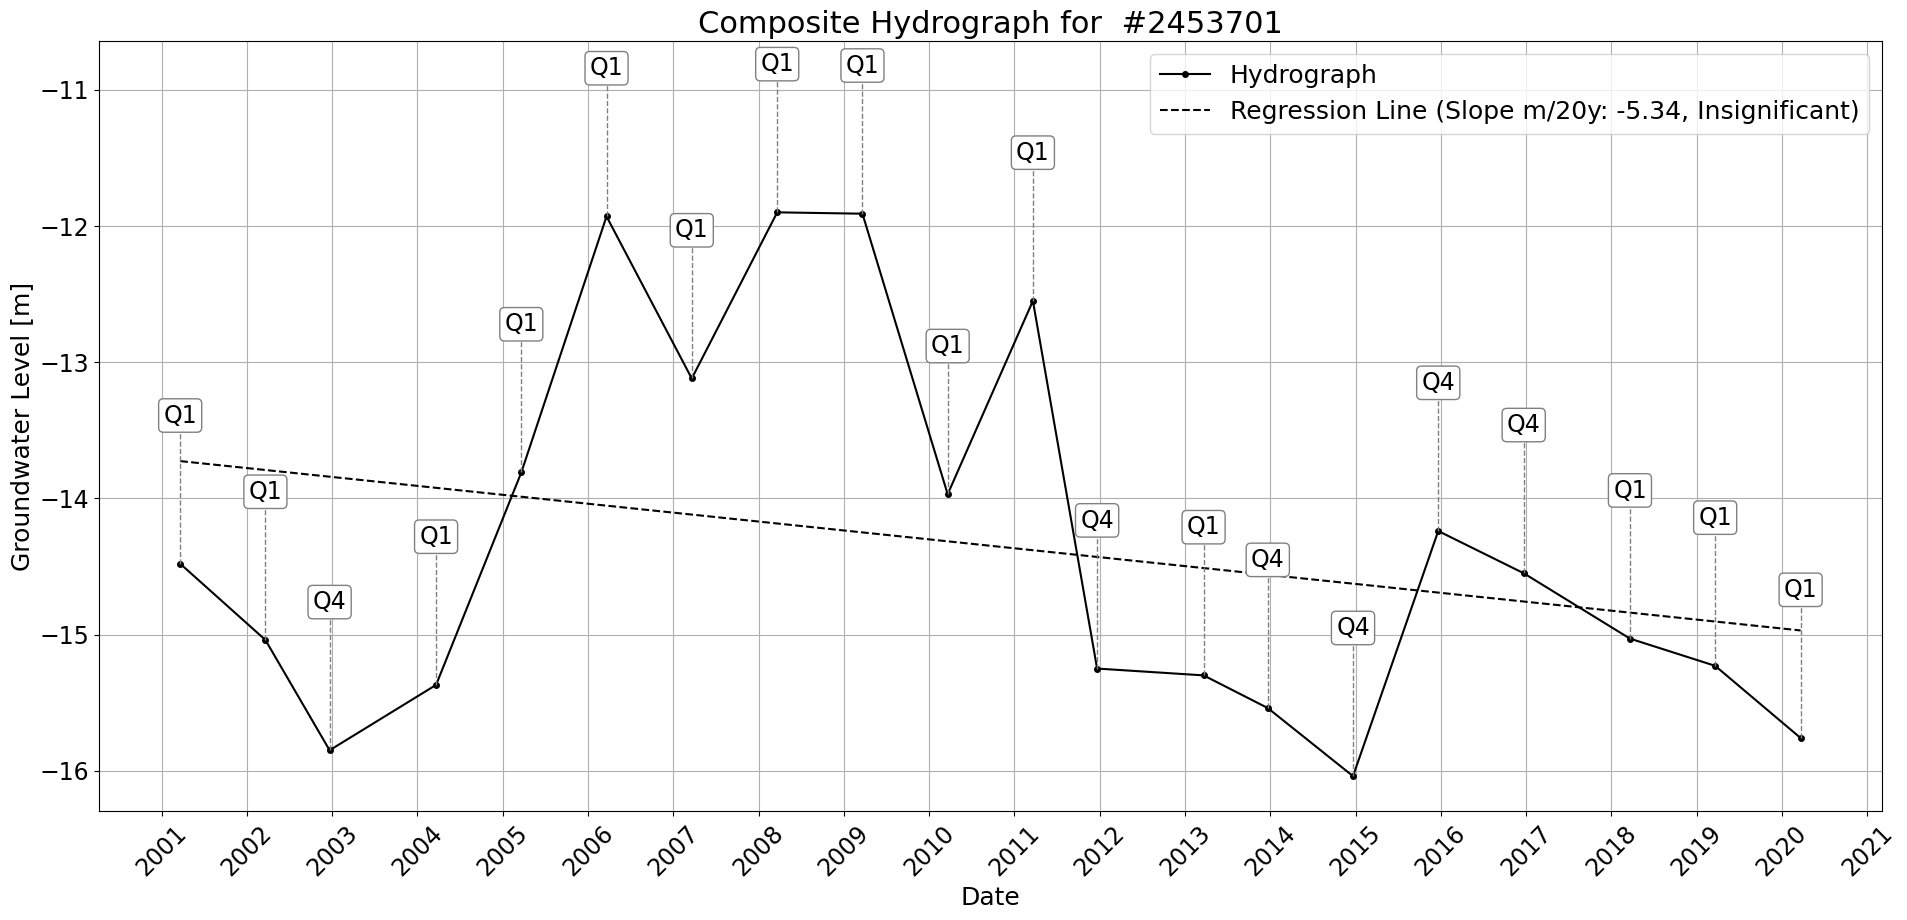 Composite Hydrograph for  #2453701
Hydrograph
Regression Line (Slope m/20y: -5.34, Insignificant)
Groundwater Level [m]
−11
−12
−13
−14
−15
−16
Q1
Q1
Q4
Q1
Q1
Q1
Q1
Q1
Q1
Q1
Q1
Q4
Q1
Q4
Q4
Q4
Q4
Q1
Q1
Q1
2001
2002
2003
2004
2005
2006
2007
2008
2009
2010
2011
2012
2013
2014
2015
2016
2017
2018
2019
2020
2021
Date